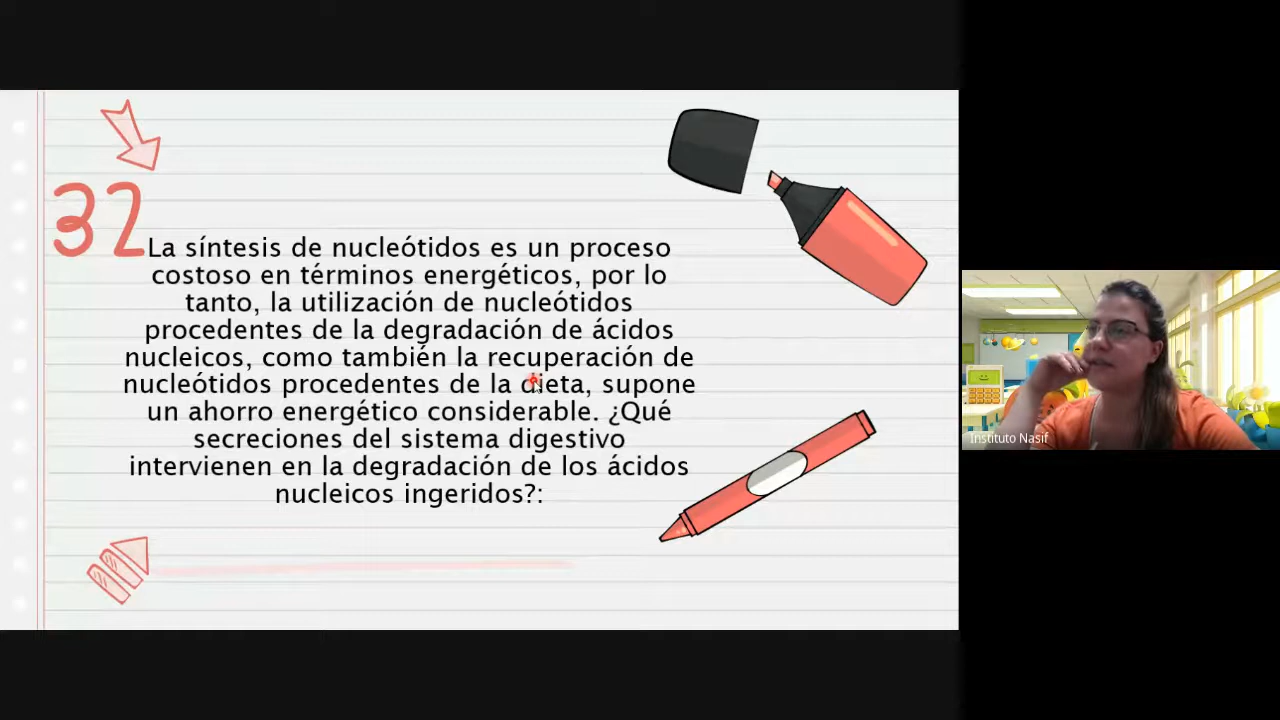 32
La síntesis de nucleótidos es un proceso
costoso en términos energéticos, por lo
tanto, la utilización de nucleótidos
procedentes de la degradación de ácidos
nucleicos, como también la recuperación de
nucleótidos procedentes de la dieta, supone
un ahorro energético considerable. ¿Qué
secreciones del sistema digestivo
intervienen en la degradación de los ácidos
nucleicos ingeridos?:
Instituto Nasif